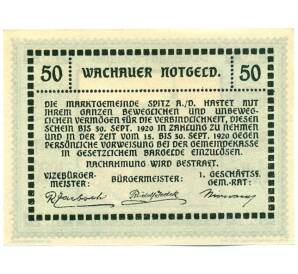 50 WACHAUER NOTGELD. 50
DIE MARKTGEMEINDE SPITZ A./D. HAFTET MIT
IHREM GANZEN BEWEGLICHEN UND UNBEWEG-
LICHEN VERMÖGEN FÜR DIE VERBINDLICHKEIT, DIESEN
SCHEIN BIS 30. SEPT. 1920 IN ZAHLUNG ZU NEHMEN
UND IN DER ZEIT VOM 15. BIS 30. SEPT. 1920 GEGEN
PERSÖNLICHE VORWEISUNG BEI DER GEMEINDEKASSE
IN GESETZLICHEM BARGELDE EINZULÖSEN.
NACHAHMUNG WIRD BESTRAFT.
VIZEBÜRGER-
MEISTER: BÜRGERMEISTER: 1. GESCHÄFTSF.
GEM.-RAT: